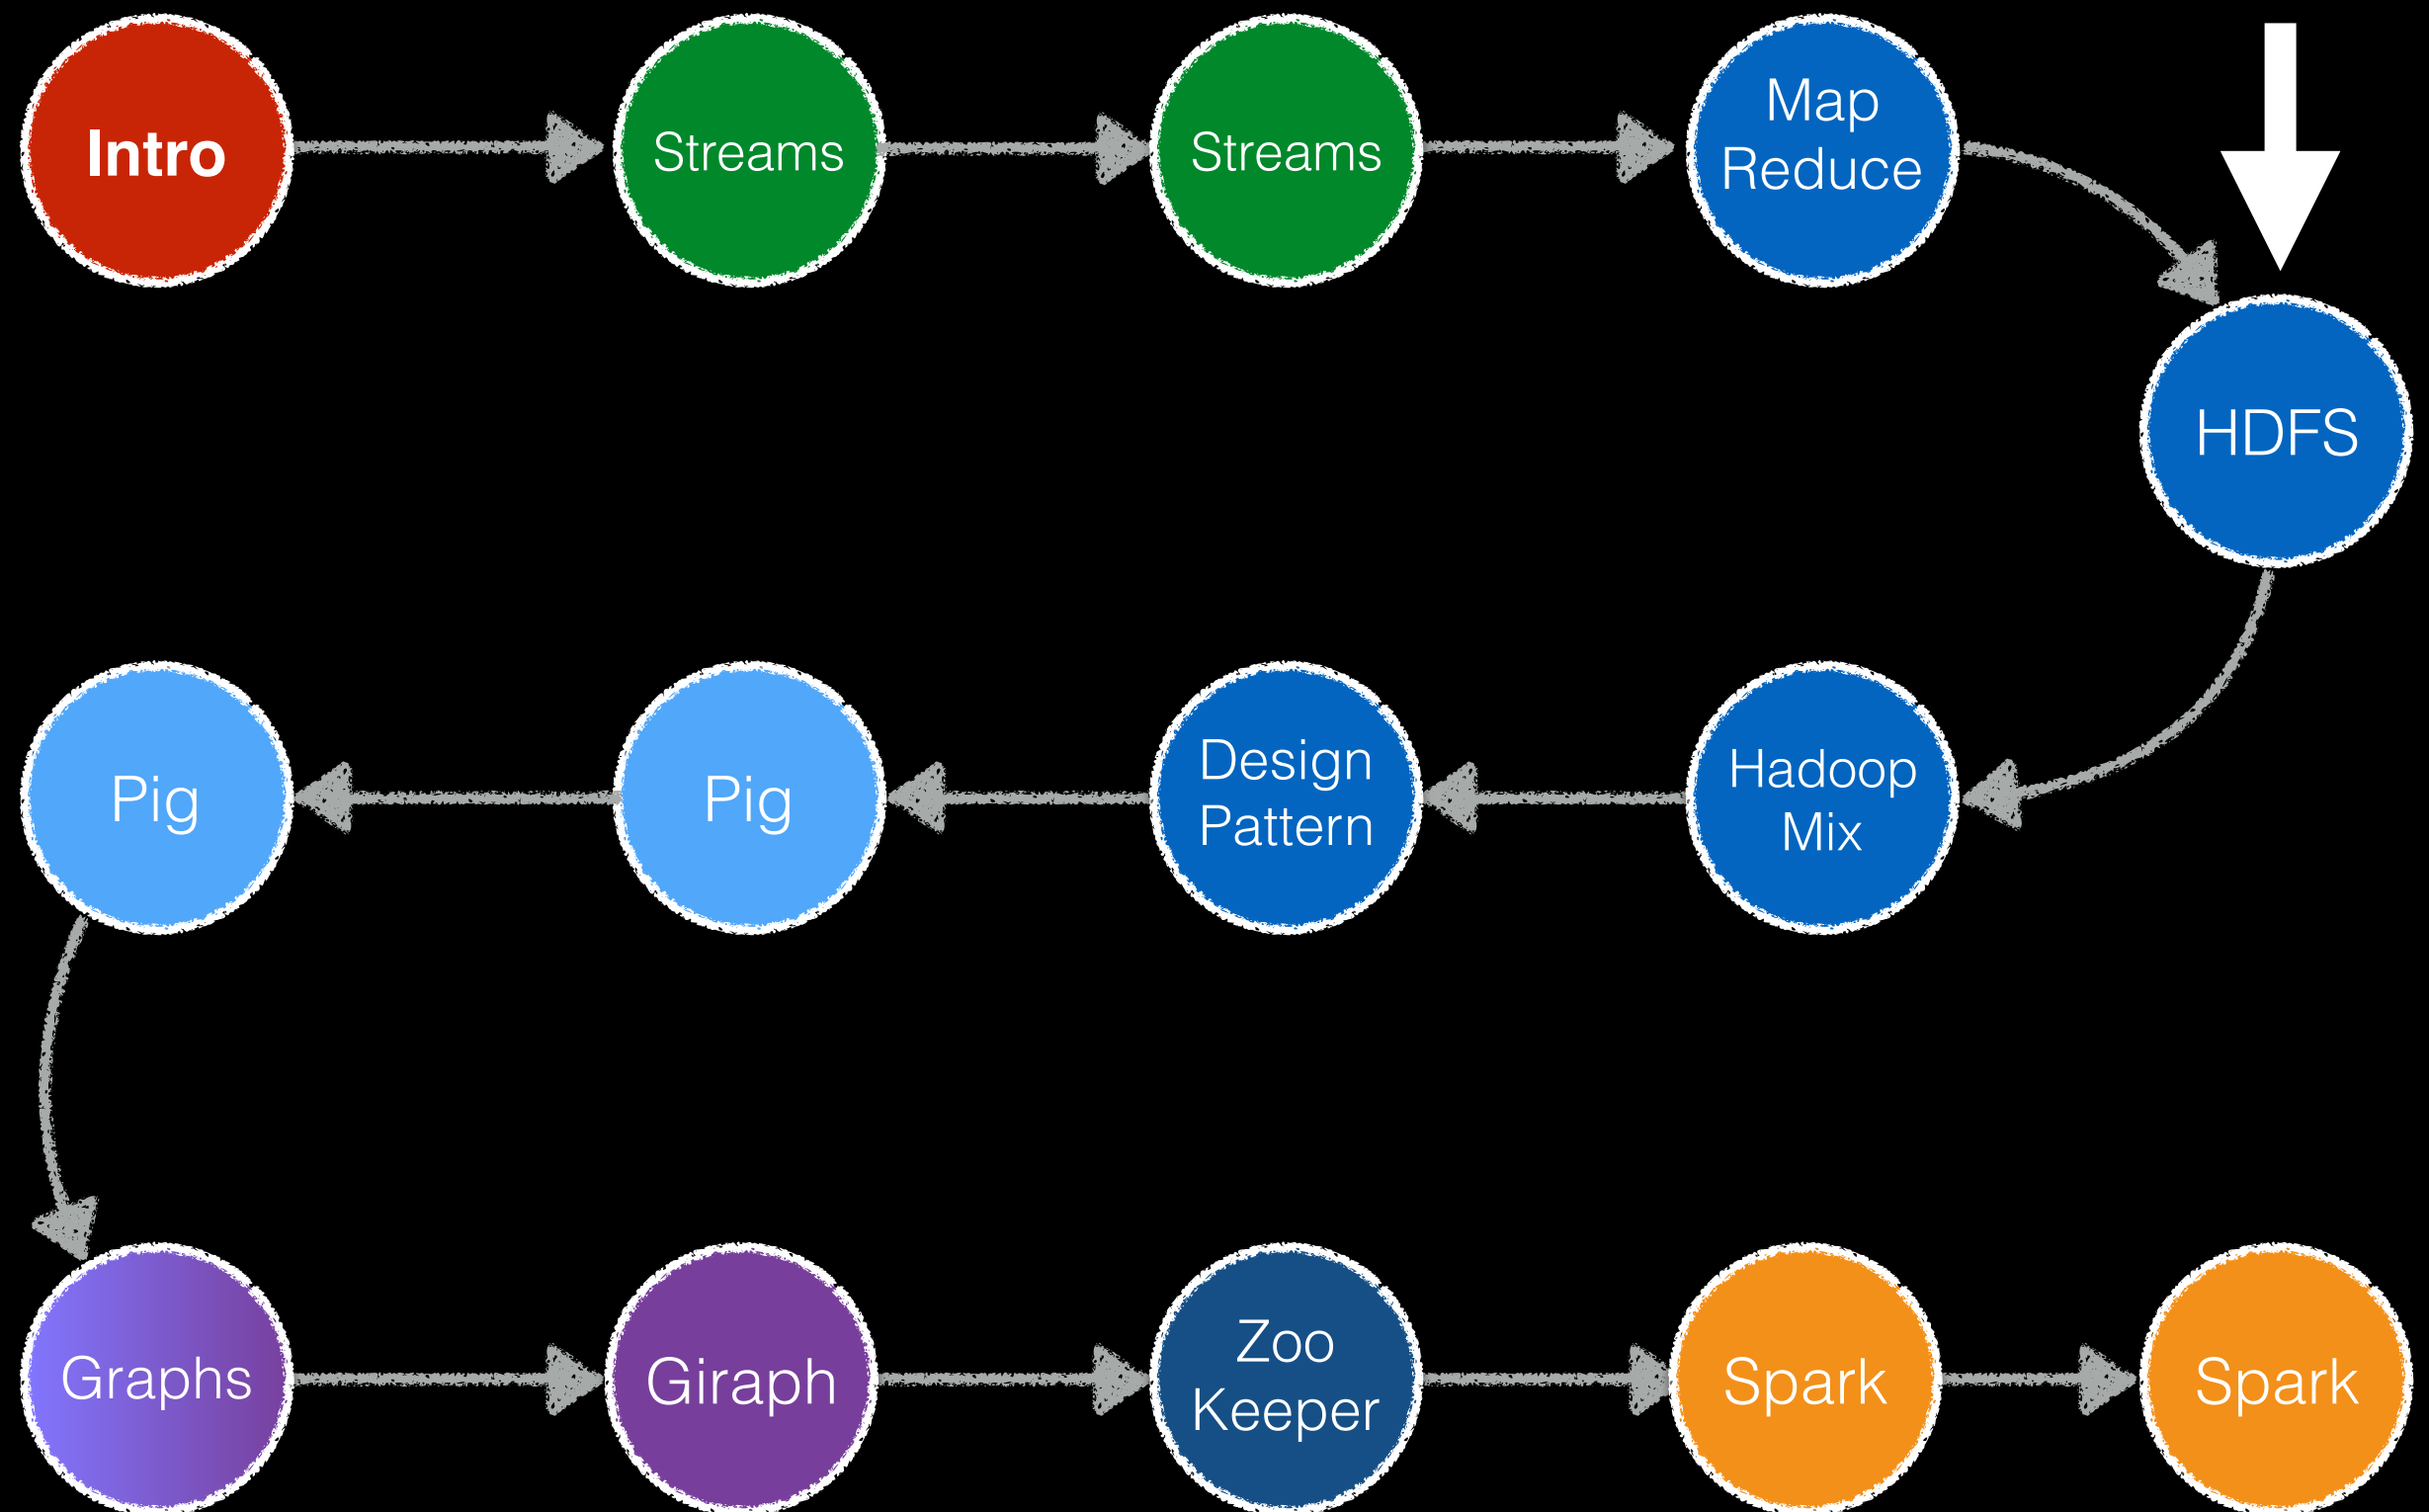 Intro
Streams
Streams
Map
Reduce
HDFS
Hadoop
Mix
Design
Pattern
Pig
Pig
Graphs
Giraph
Zoo
Keeper
Spark
Spark